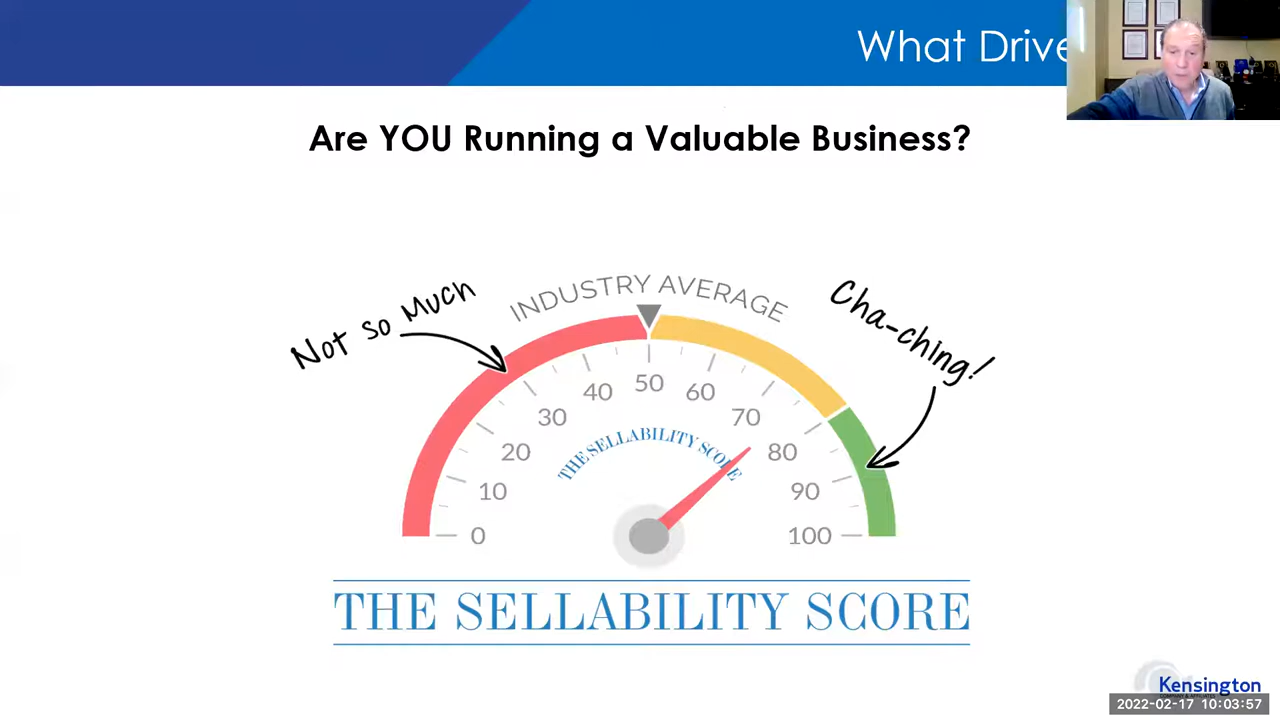 What Drive
Are YOU Running a Valuable Business?
Not so Much
INDUSTRY AVERAGE
Cha-ching!
0
10
20
30
40
50
60
70
80
90
100
THE SELLABILITY SCORE
THE SELLABILITY SCORE
Kensington
COMPANY & AFFILIATES
2022-02-17 10:03:57